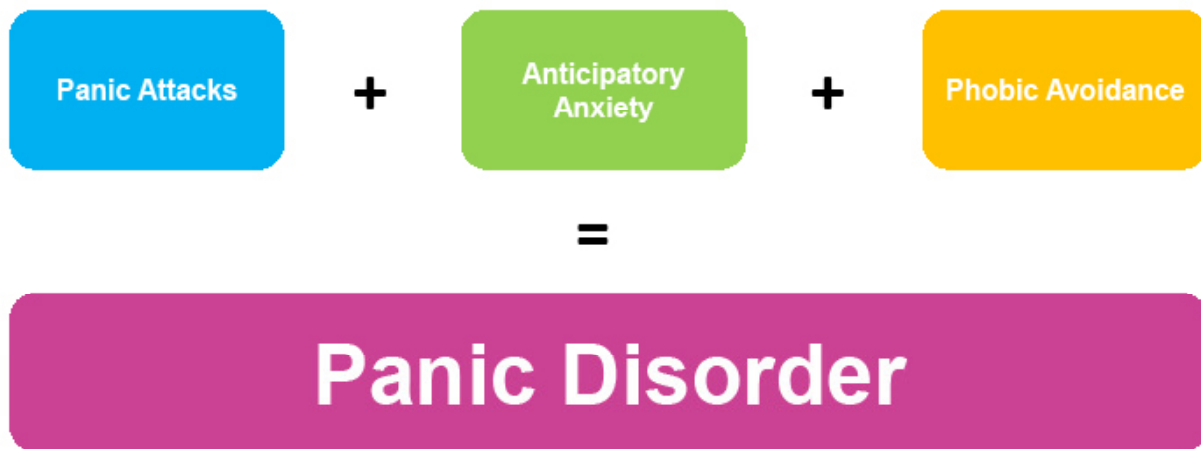 Panic Attacks + Anticipatory Anxiety + Phobic Avoidance
=
Panic Disorder